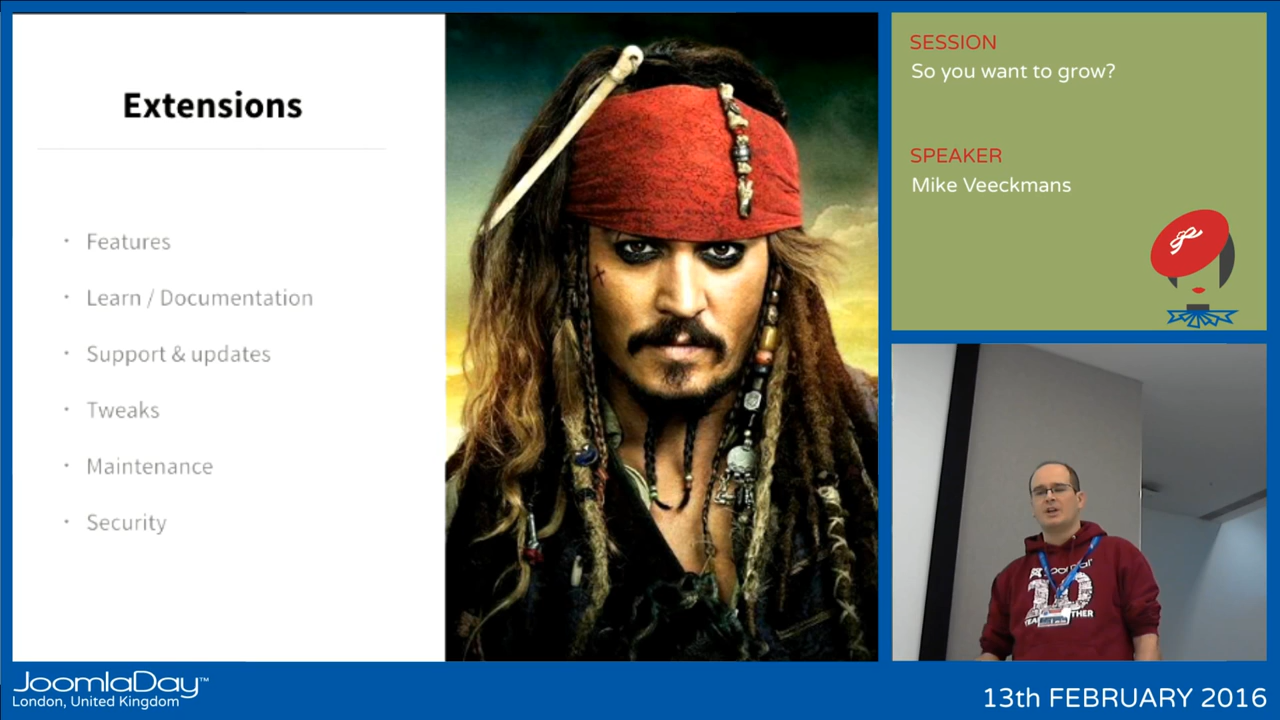 Extensions
Features
Learn / Documentation
Support & updates
Tweaks
Maintenance
Security
SESSION
So you want to grow?
SPEAKER
Mike Veeckmans
JoomlaDay™
London, United Kingdom
13th FEBRUARY 2016